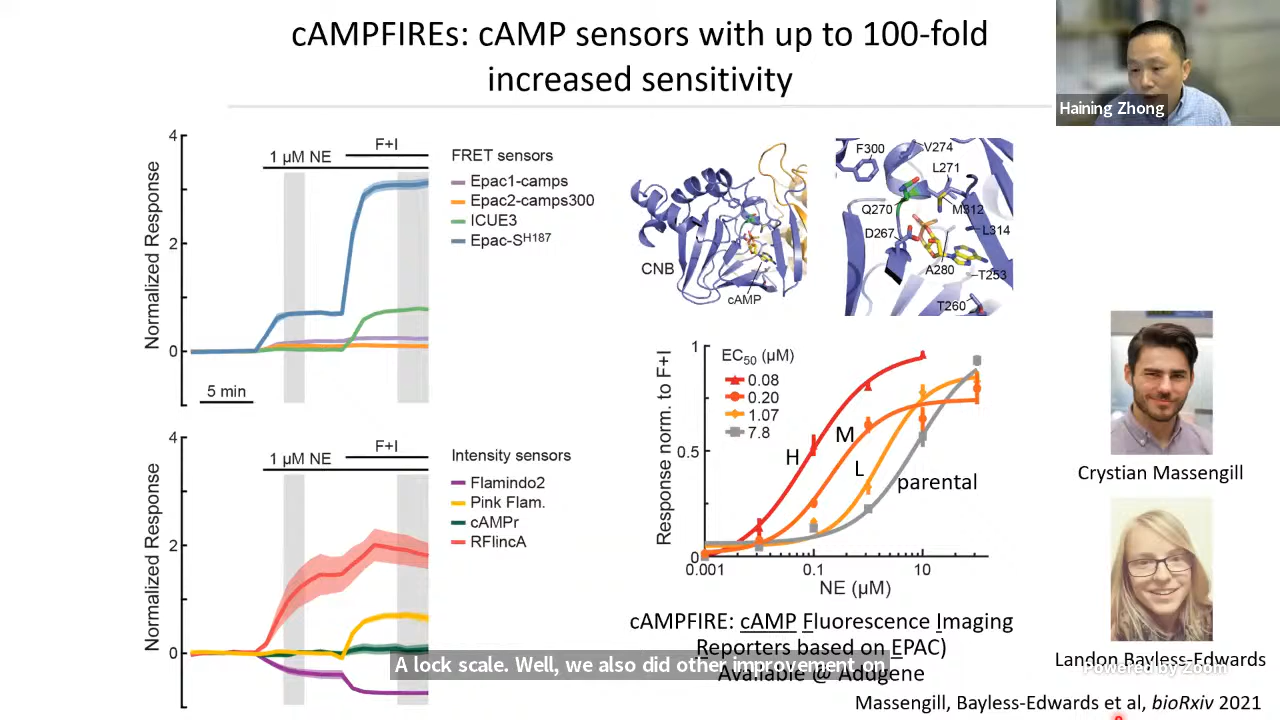 cAMPFIREs: cAMP sensors with up to 100-fold
increased sensitivity
Haining Zhong
Normalized Response
4
2
0
1 µM NE
F+I
5 min
FRET sensors
Epac1-camps
Epac2-camps300
ICUE3
Epac-SH187
Normalized Response
4
2
0
1 µM NE
F+I
Intensity sensors
Flamindo2
Pink Flam.
cAMPr
RFlincA
CNB
cAMP
F300
V274
L271
Q270
M312
D267
L314
A280
T253
T260
Response norm. to F+I
1
0.5
0
EC50 (µM)
0.08
0.20
1.07
7.8
H
M
L
parental
0.001
0.1
10
NE (µM)
cAMPFIRE: cAMP Fluorescence Imaging
Reporters based on EPAC)
Available @ Addgene
A lock scale. Well, we also did other improvement on
Crystian Massengill
Landon Bayless-Edwards
Powered by Zoom
Massengill, Bayless-Edwards et al, bioRxiv 2021